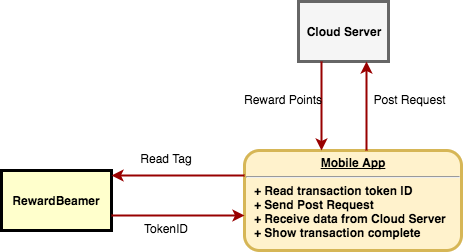 Cloud Server
Reward Points
Post Request
Read Tag
Mobile App
RewardBeamer
+ Read transaction token ID
+ Send Post Request
+ Receive data from Cloud Server
+ Show transaction complete
TokenID